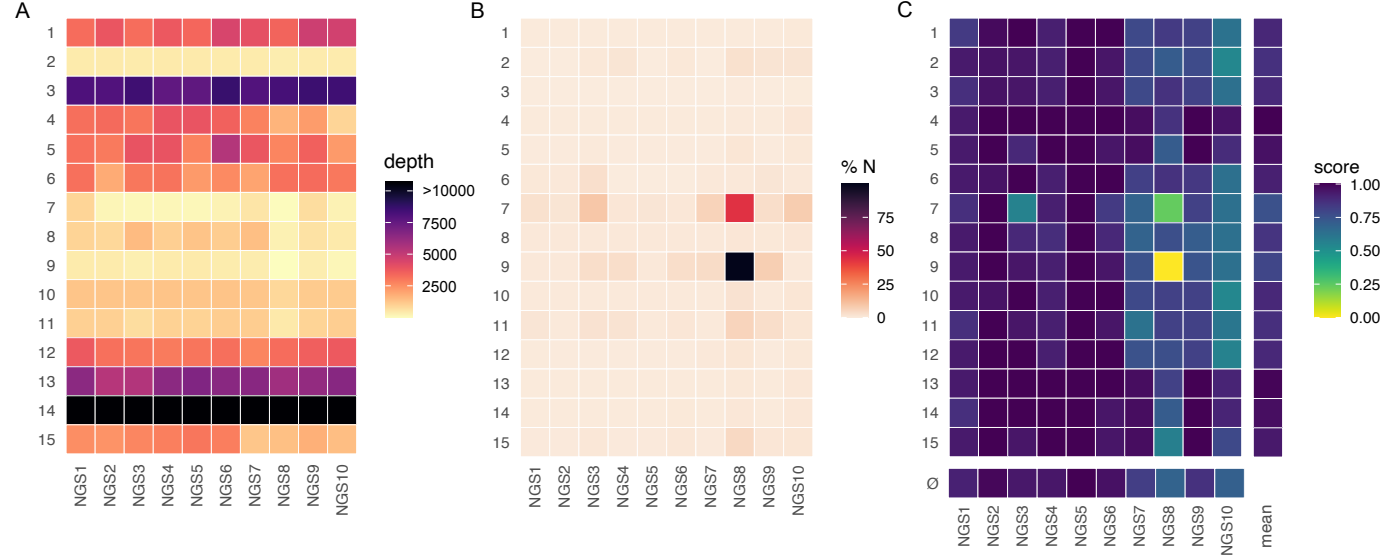 A
1
2
3
4
5
6
7
8
9
10
11
12
13
14
15
NGS1
NGS2
NGS3
NGS4
NGS5
NGS6
NGS7
NGS8
NGS9
NGS10
depth
>10000
7500
5000
2500
B
1
2
3
4
5
6
7
8
9
10
11
12
13
14
15
NGS1
NGS2
NGS3
NGS4
NGS5
NGS6
NGS7
NGS8
NGS9
NGS10
% N
75
50
25
0
C
1
2
3
4
5
6
7
8
9
10
11
12
13
14
15
Ø
NGS1
NGS2
NGS3
NGS4
NGS5
NGS6
NGS7
NGS8
NGS9
NGS10
mean
score
1.00
0.75
0.50
0.25
0.00